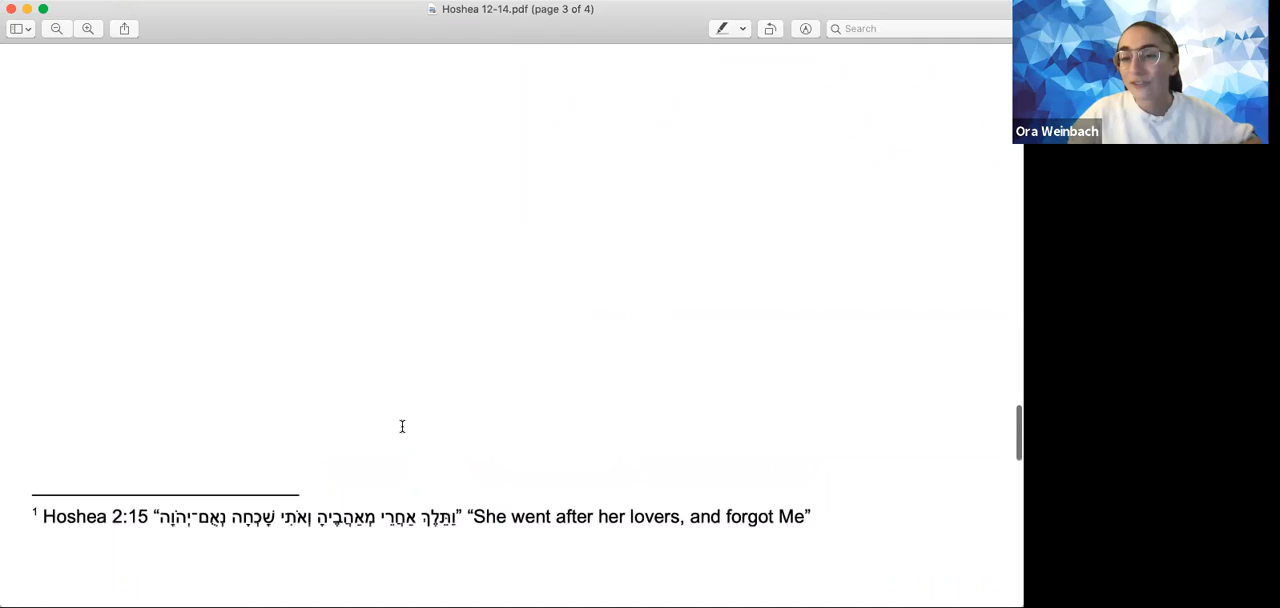 Hoshea 12-14.pdf (page 3 of 4)
Search
Ora Weinbach
1 Hoshea 2:15 “וַתֵּלֶךְ אַחֲרֵי מְאַהֲבֶיהָ וְאֹתִי שָׁכְחָה נְאֻם־יְהֹוָה” “She went after her lovers, and forgot Me”